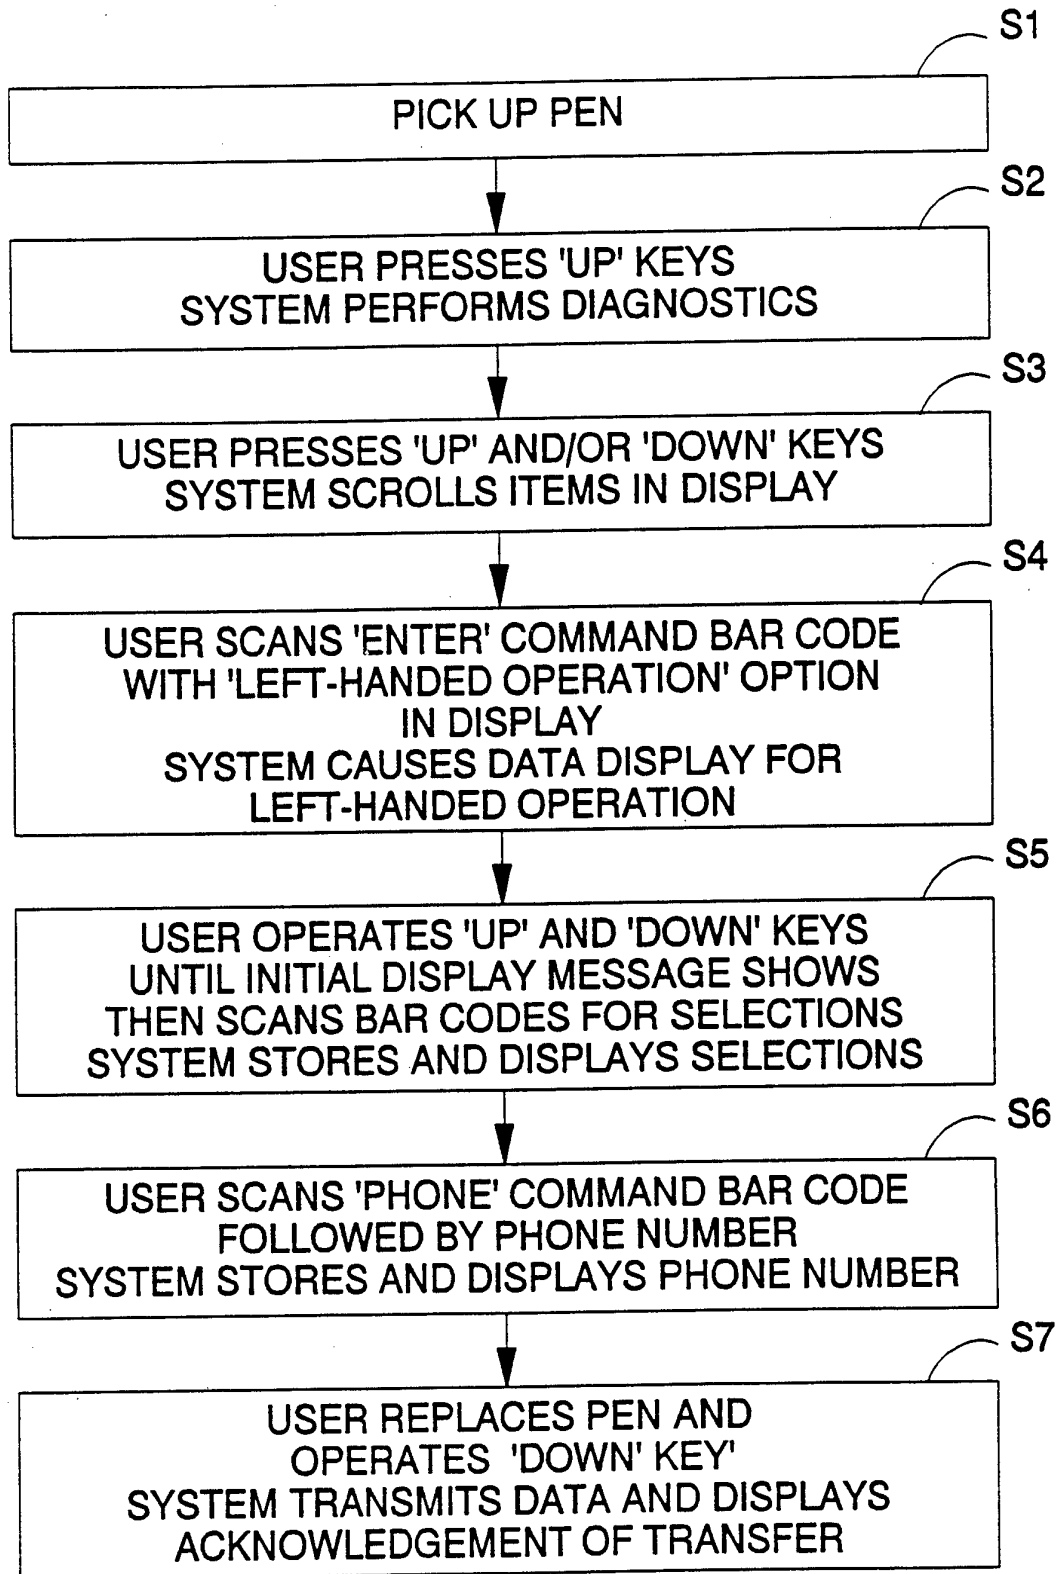 S1
PICK UP PEN
S2
USER PRESSES 'UP' KEYS
SYSTEM PERFORMS DIAGNOSTICS
S3
USER PRESSES 'UP' AND/OR 'DOWN' KEYS
SYSTEM SCROLLS ITEMS IN DISPLAY
S4
USER SCANS 'ENTER' COMMAND BAR CODE
WITH 'LEFT-HANDED OPERATION' OPTION
IN DISPLAY
SYSTEM CAUSES DATA DISPLAY FOR
LEFT-HANDED OPERATION
S5
USER OPERATES 'UP' AND 'DOWN' KEYS
UNTIL INITIAL DISPLAY MESSAGE SHOWS
THEN SCANS BAR CODES FOR SELECTIONS
SYSTEM STORES AND DISPLAYS SELECTIONS
S6
USER SCANS 'PHONE' COMMAND BAR CODE
FOLLOWED BY PHONE NUMBER
SYSTEM STORES AND DISPLAYS PHONE NUMBER
S7
USER REPLACES PEN AND
OPERATES 'DOWN' KEY'
SYSTEM TRANSMITS DATA AND DISPLAYS
ACKNOWLEDGEMENT OF TRANSFER